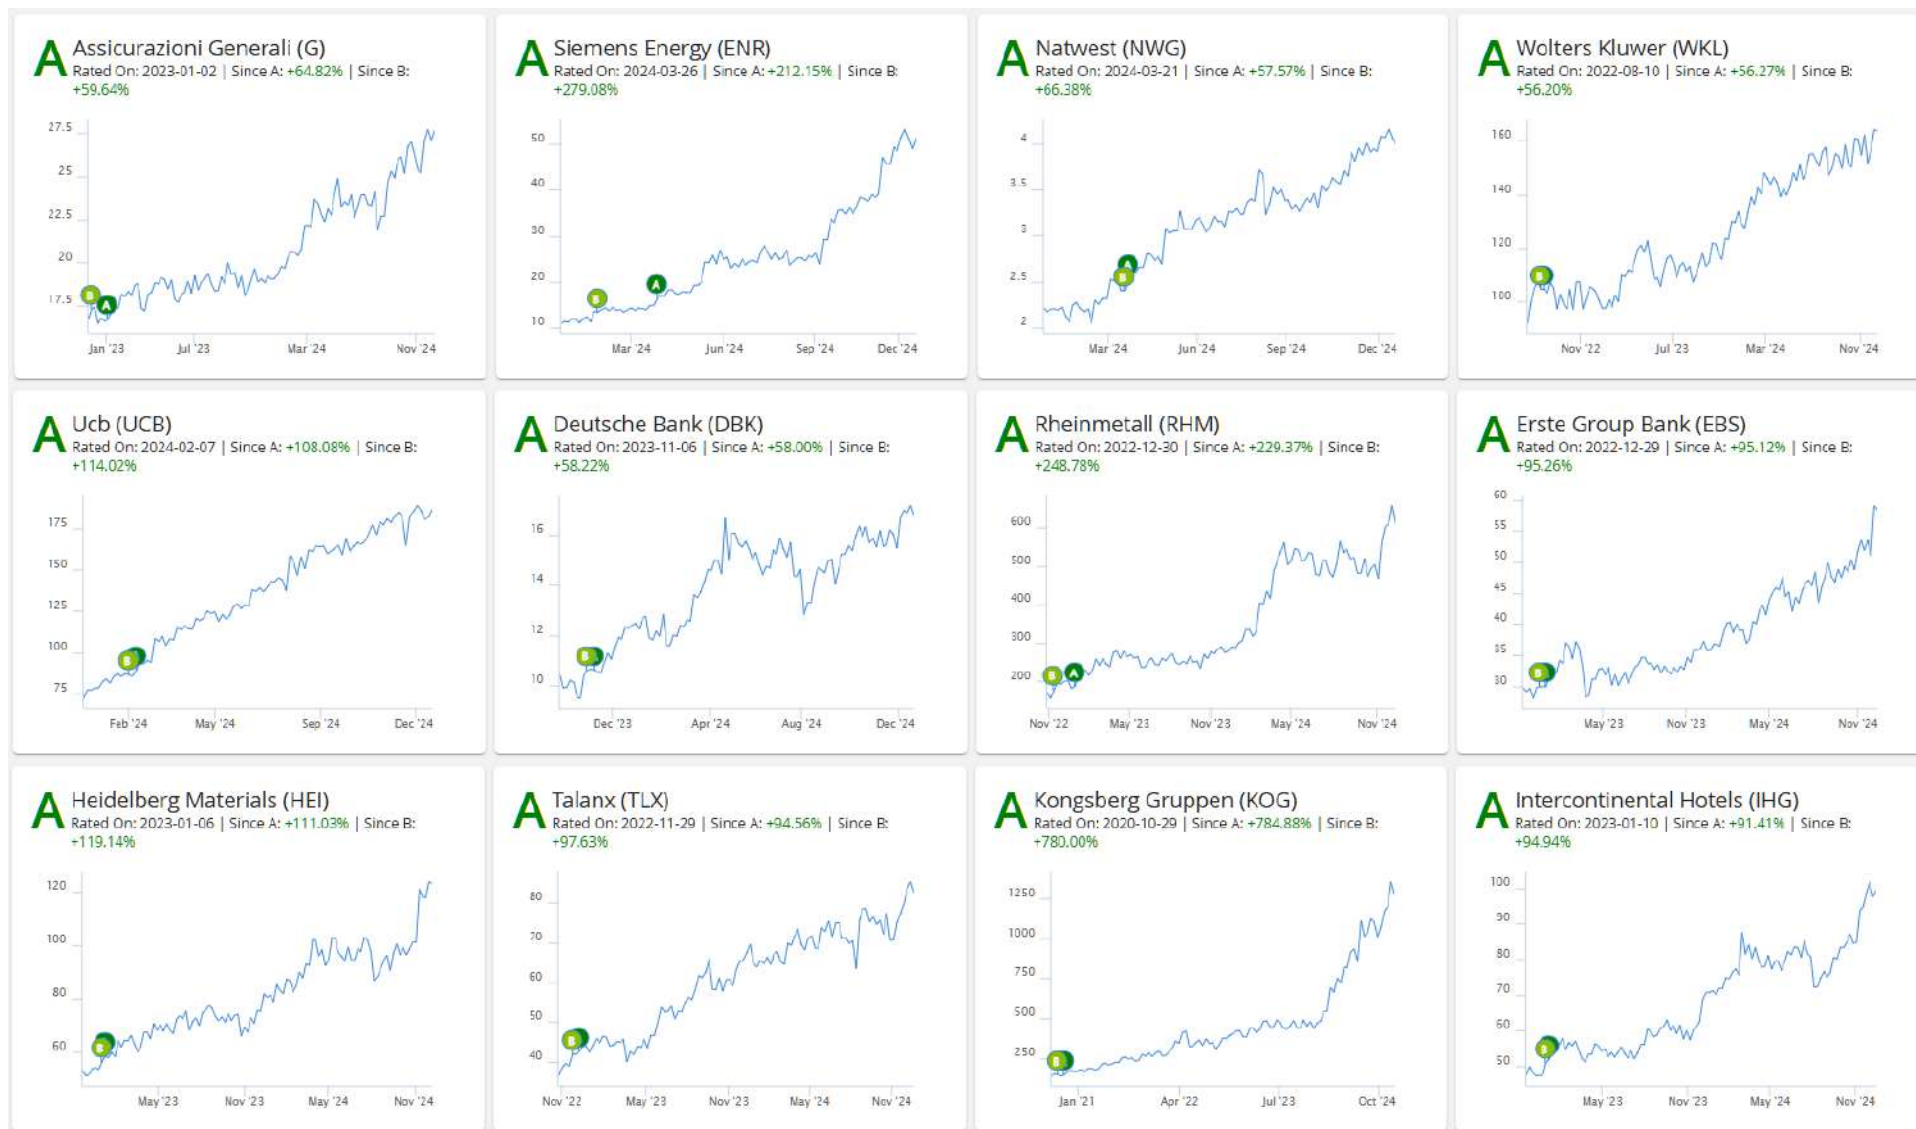 A
Assicurazioni Generali (G)
Rated On: 2023-01-02 | Since A: +64.82% | Since B:
+59.64%
27.5
25
22.5
20
17.5
B
A
Jan '23 Jul '23 Mar '24 Nov '24
A
Siemens Energy (ENR)
Rated On: 2024-03-26 | Since A: +212.15% | Since B:
+279.08%
50
40
30
20
10
B
A
Mar '24 Jun '24 Sep '24 Dec '24
A
Natwest (NWG)
Rated On: 2024-03-21 | Since A: +57.57% | Since B:
+66.38%
4
3.5
3
2.5
2
A
B
Mar '24 Jun '24 Sep '24 Dec '24
A
Wolters Kluwer (WKL)
Rated On: 2022-08-10 | Since A: +56.27% | Since B:
+56.20%
160
140
120
100
B
Nov '22 Jul '23 Mar '24 Nov '24
A
Ucb (UCB)
Rated On: 2024-02-07 | Since A: +108.08% | Since B:
+114.02%
175
150
125
100
75
B
Feb '24 May '24 Sep '24 Dec '24
A
Deutsche Bank (DBK)
Rated On: 2023-11-06 | Since A: +58.00% | Since B:
+58.22%
16
14
12
10
B
Dec '23 Apr '24 Aug '24 Dec '24
A
Rheinmetall (RHM)
Rated On: 2022-12-30 | Since A: +229.37% | Since B:
+248.78%
600
500
400
300
200
B
A
Nov '22 May '23 Nov '23 May '24 Nov '24
A
Erste Group Bank (EBS)
Rated On: 2022-12-29 | Since A: +95.12% | Since B:
+95.26%
60
55
50
45
40
35
30
B
May '23 Nov '23 May '24 Nov '24
A
Heidelberg Materials (HEI)
Rated On: 2023-01-06 | Since A: +111.03% | Since B:
+119.14%
120
100
80
60
B
May '23 Nov '23 May '24 Nov '24
A
Talanx (TLX)
Rated On: 2022-11-29 | Since A: +94.56% | Since B:
+97.63%
80
70
60
50
40
B
Nov '22 May '23 Nov '23 May '24 Nov '24
A
Kongsberg Gruppen (KOG)
Rated On: 2020-10-29 | Since A: +784.88% | Since B:
+780.00%
1250
1000
750
500
250
B
Jan '21 Apr '22 Jul '23 Oct '24
A
Intercontinental Hotels (IHG)
Rated On: 2023-01-10 | Since A: +91.41% | Since B:
+94.94%
100
90
80
70
60
50
B
May '23 Nov '23 May '24 Nov '24